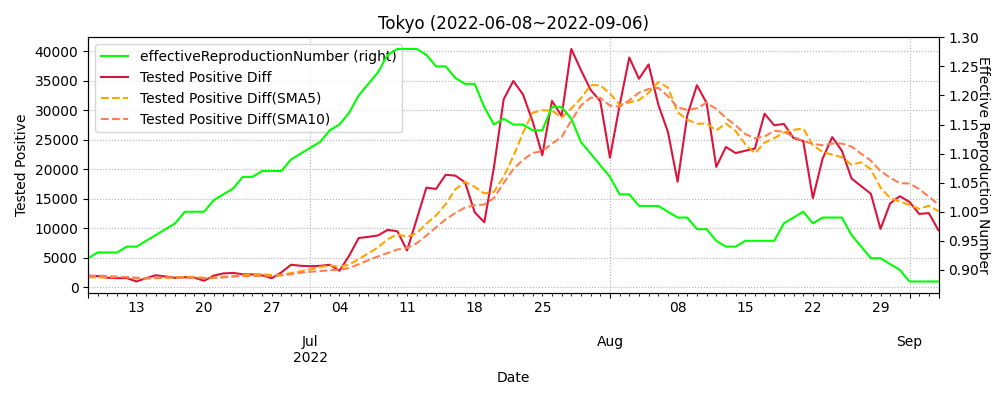 Tokyo (2022-06-08~2022-09-06)
effectiveReproductionNumber (right)
Tested Positive Diff
Tested Positive Diff(SMA5)
Tested Positive Diff(SMA10)
Tested Positive
40000
35000
30000
25000
20000
15000
10000
5000
0
1.30
1.25
1.20
1.15
1.10
1.05
1.00
0.95
0.90
Effective Reproduction Number
13 20 27 04 11 18 25 08 15 22 29
Jul Aug Sep
2022
Date